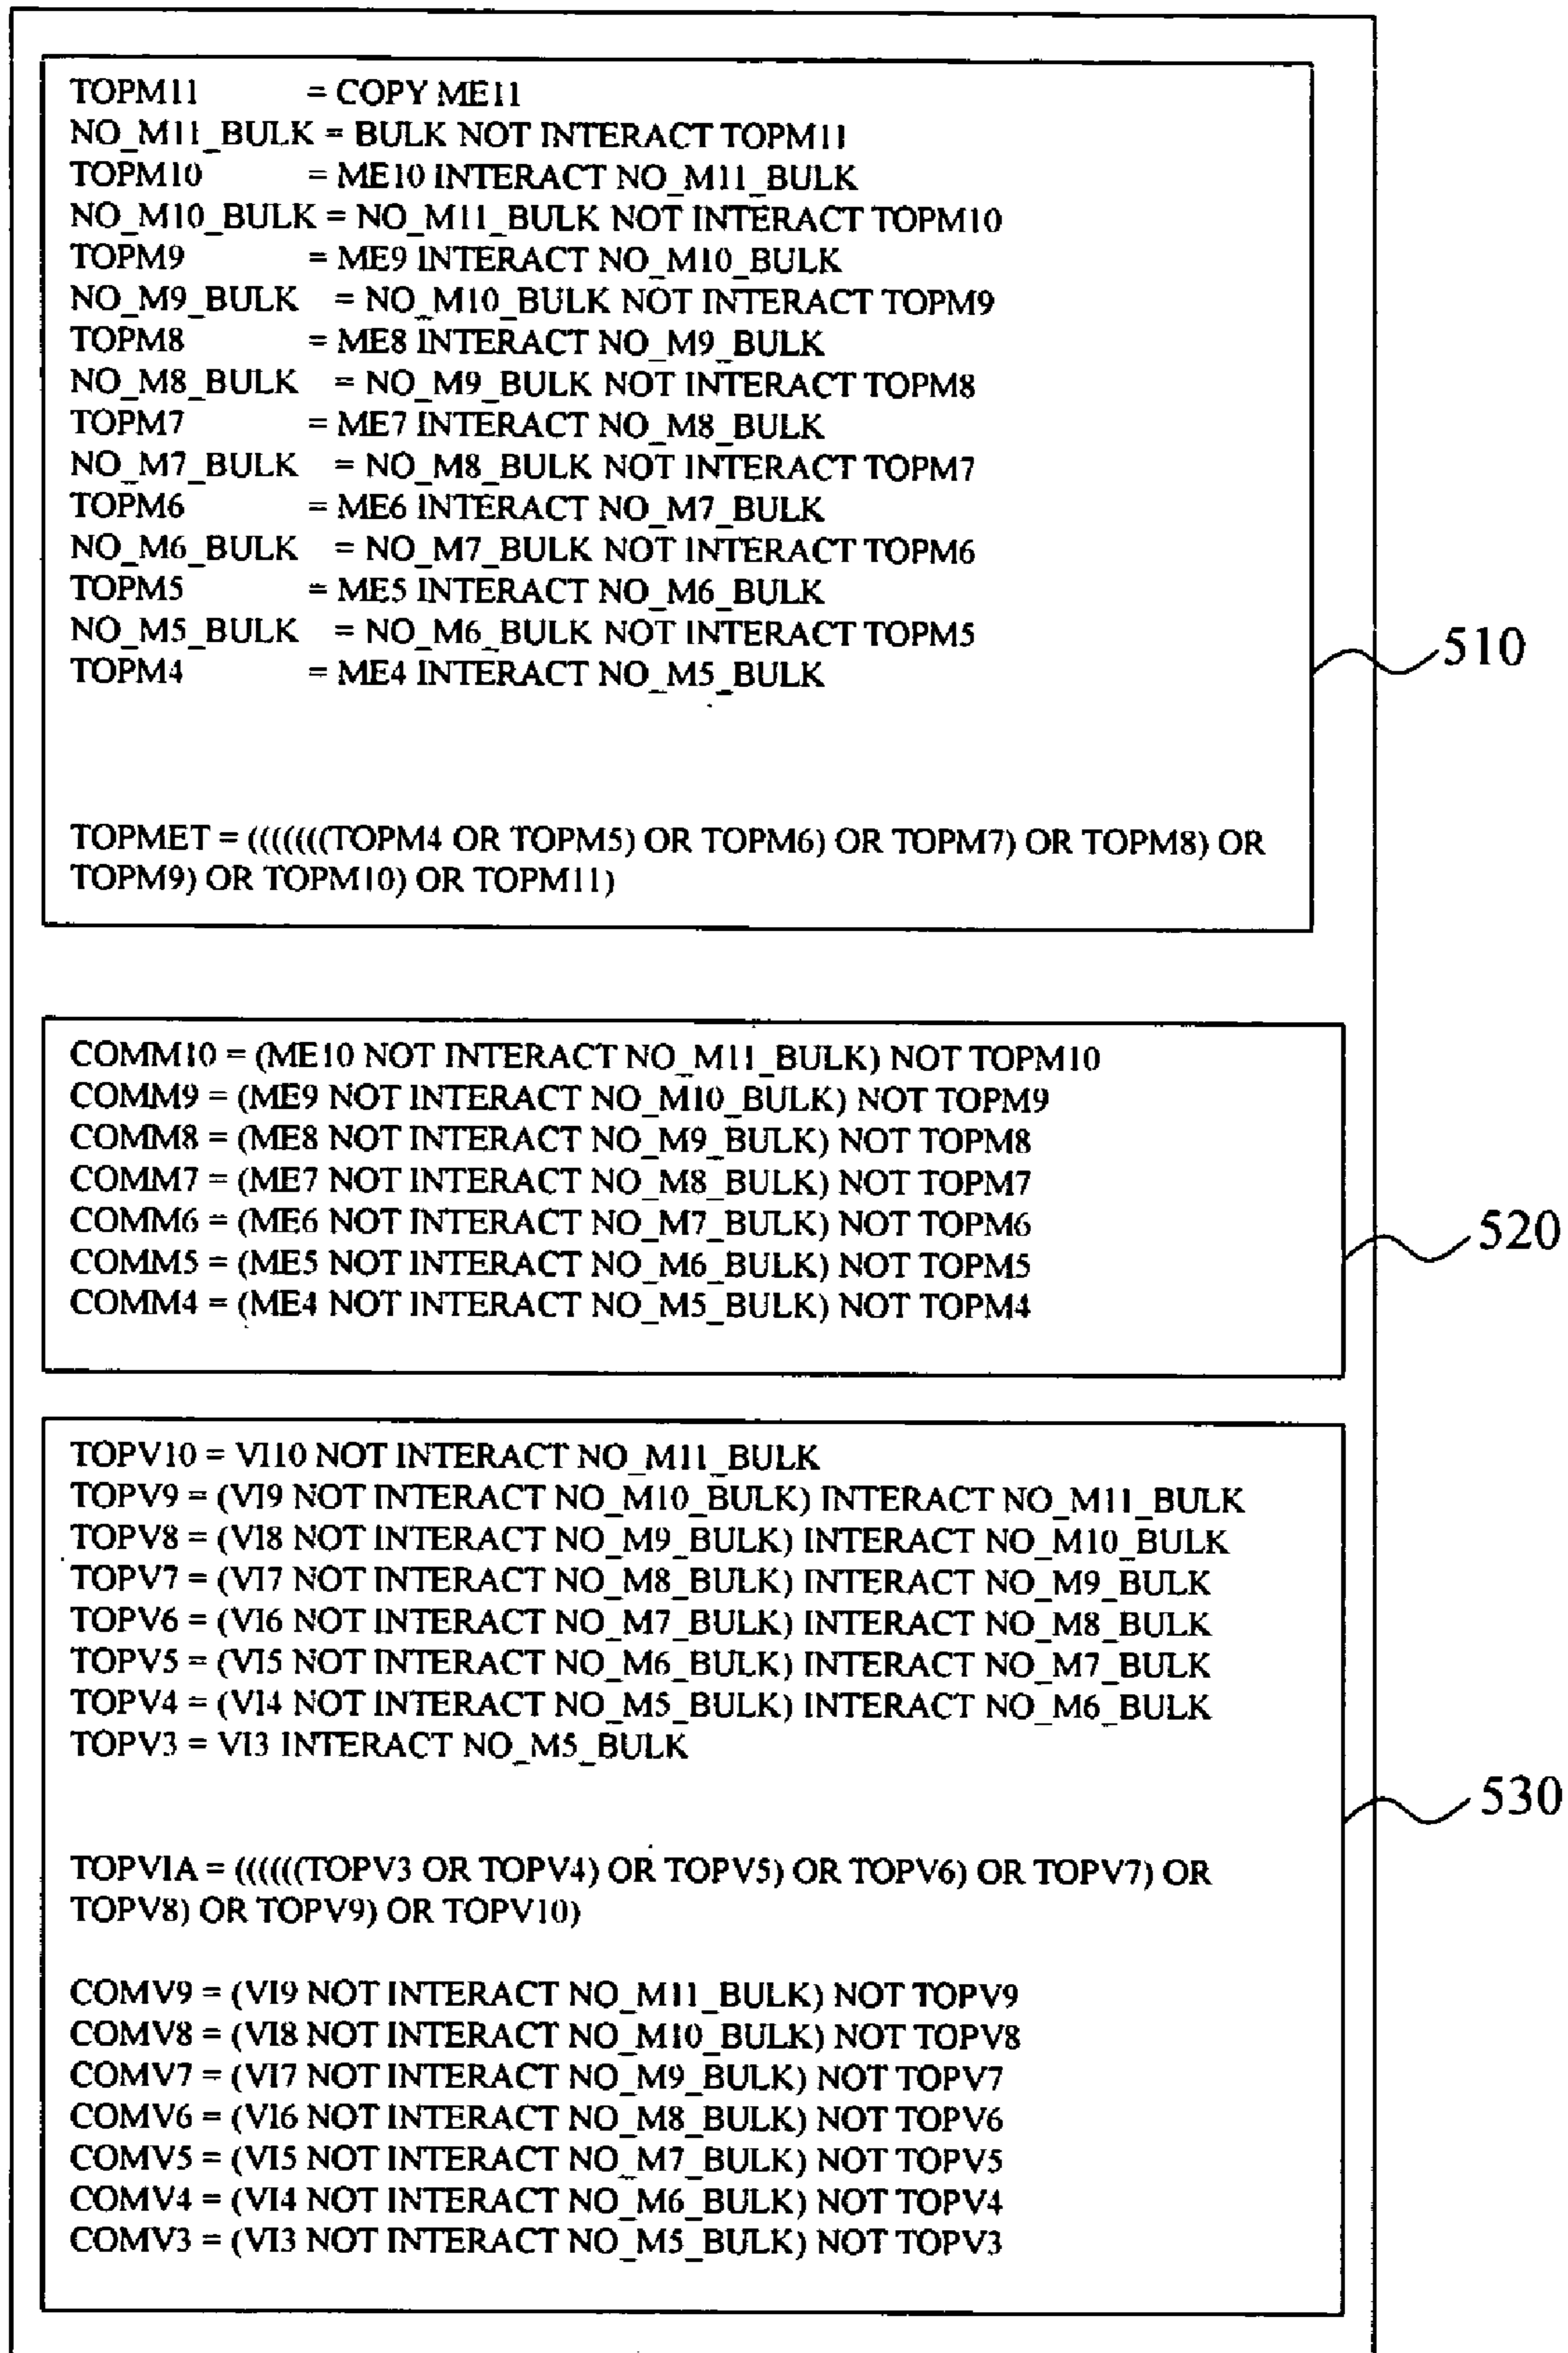 TOPM11 = COPY ME11
NO_M11_BULK = BULK NOT INTERACT TOPM11
TOPM10 = ME10 INTERACT NO_M11_BULK
NO_M10_BULK = NO_M11_BULK NOT INTERACT TOPM10
TOPM9 = ME9 INTERACT NO_M10_BULK
NO_M9_BULK = NO_M10_BULK NOT INTERACT TOPM9
TOPM8 = ME8 INTERACT NO_M9_BULK
NO_M8_BULK = NO_M9_BULK NOT INTERACT TOPM8
TOPM7 = ME7 INTERACT NO_M8_BULK
NO_M7_BULK = NO_M8_BULK NOT INTERACT TOPM7
TOPM6 = ME6 INTERACT NO_M7_BULK
NO_M6_BULK = NO_M7_BULK NOT INTERACT TOPM6
TOPM5 = ME5 INTERACT NO_M6_BULK
NO_M5_BULK = NO_M6_BULK NOT INTERACT TOPM5
TOPM4 = ME4 INTERACT NO_M5_BULK
510
TOPMET = (((((((TOPM4 OR TOPM5) OR TOPM6) OR TOPM7) OR TOPM8) OR
TOPM9) OR TOPM10) OR TOPM11)
COMM10 = (ME10 NOT INTERACT NO_M11_BULK) NOT TOPM10
COMM9 = (ME9 NOT INTERACT NO_M10_BULK) NOT TOPM9
COMM8 = (ME8 NOT INTERACT NO_M9_BULK) NOT TOPM8
COMM7 = (ME7 NOT INTERACT NO_M8_BULK) NOT TOPM7
COMM6 = (ME6 NOT INTERACT NO_M7_BULK) NOT TOPM6
COMM5 = (ME5 NOT INTERACT NO_M6_BULK) NOT TOPM5
COMM4 = (ME4 NOT INTERACT NO_M5_BULK) NOT TOPM4
520
TOPV10 = VI10 NOT INTERACT NO_M11_BULK
TOPV9 = (VI9 NOT INTERACT NO_M10_BULK) INTERACT NO_M11_BULK
TOPV8 = (VI8 NOT INTERACT NO_M9_BULK) INTERACT NO_M10_BULK
TOPV7 = (VI7 NOT INTERACT NO_M8_BULK) INTERACT NO_M9_BULK
TOPV6 = (VI6 NOT INTERACT NO_M7_BULK) INTERACT NO_M8_BULK
TOPV5 = (VI5 NOT INTERACT NO_M6_BULK) INTERACT NO_M7_BULK
TOPV4 = (VI4 NOT INTERACT NO_M5_BULK) INTERACT NO_M6_BULK
TOPV3 = VI3 INTERACT NO_M5_BULK
530
TOPVIA = ((((((TOPV3 OR TOPV4) OR TOPV5) OR TOPV6) OR TOPV7) OR
TOPV8) OR TOPV9) OR TOPV10)
COMV9 = (VI9 NOT INTERACT NO_M11_BULK) NOT TOPV9
COMV8 = (VI8 NOT INTERACT NO_M10_BULK) NOT TOPV8
COMV7 = (VI7 NOT INTERACT NO_M9_BULK) NOT TOPV7
COMV6 = (VI6 NOT INTERACT NO_M8_BULK) NOT TOPV6
COMV5 = (VI5 NOT INTERACT NO_M7_BULK) NOT TOPV5
COMV4 = (VI4 NOT INTERACT NO_M6_BULK) NOT TOPV4
COMV3 = (VI3 NOT INTERACT NO_M5_BULK) NOT TOPV3